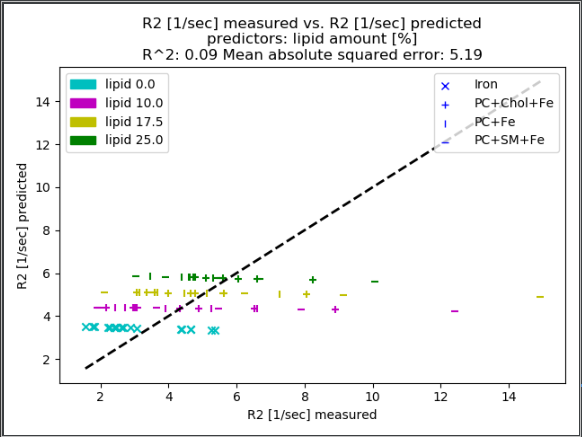 R2 [1/sec] measured vs. R2 [1/sec] predicted
predictors: lipid amount [%]
R^2: 0.09 Mean absolute squared error: 5.19
lipid 0.0
lipid 10.0
lipid 17.5
lipid 25.0
Iron
PC+Chol+Fe
PC+Fe
PC+SM+Fe
R2 [1/sec] predicted
14
12
10
8
6
4
2
2 4 6 8 10 12 14
R2 [1/sec] measured